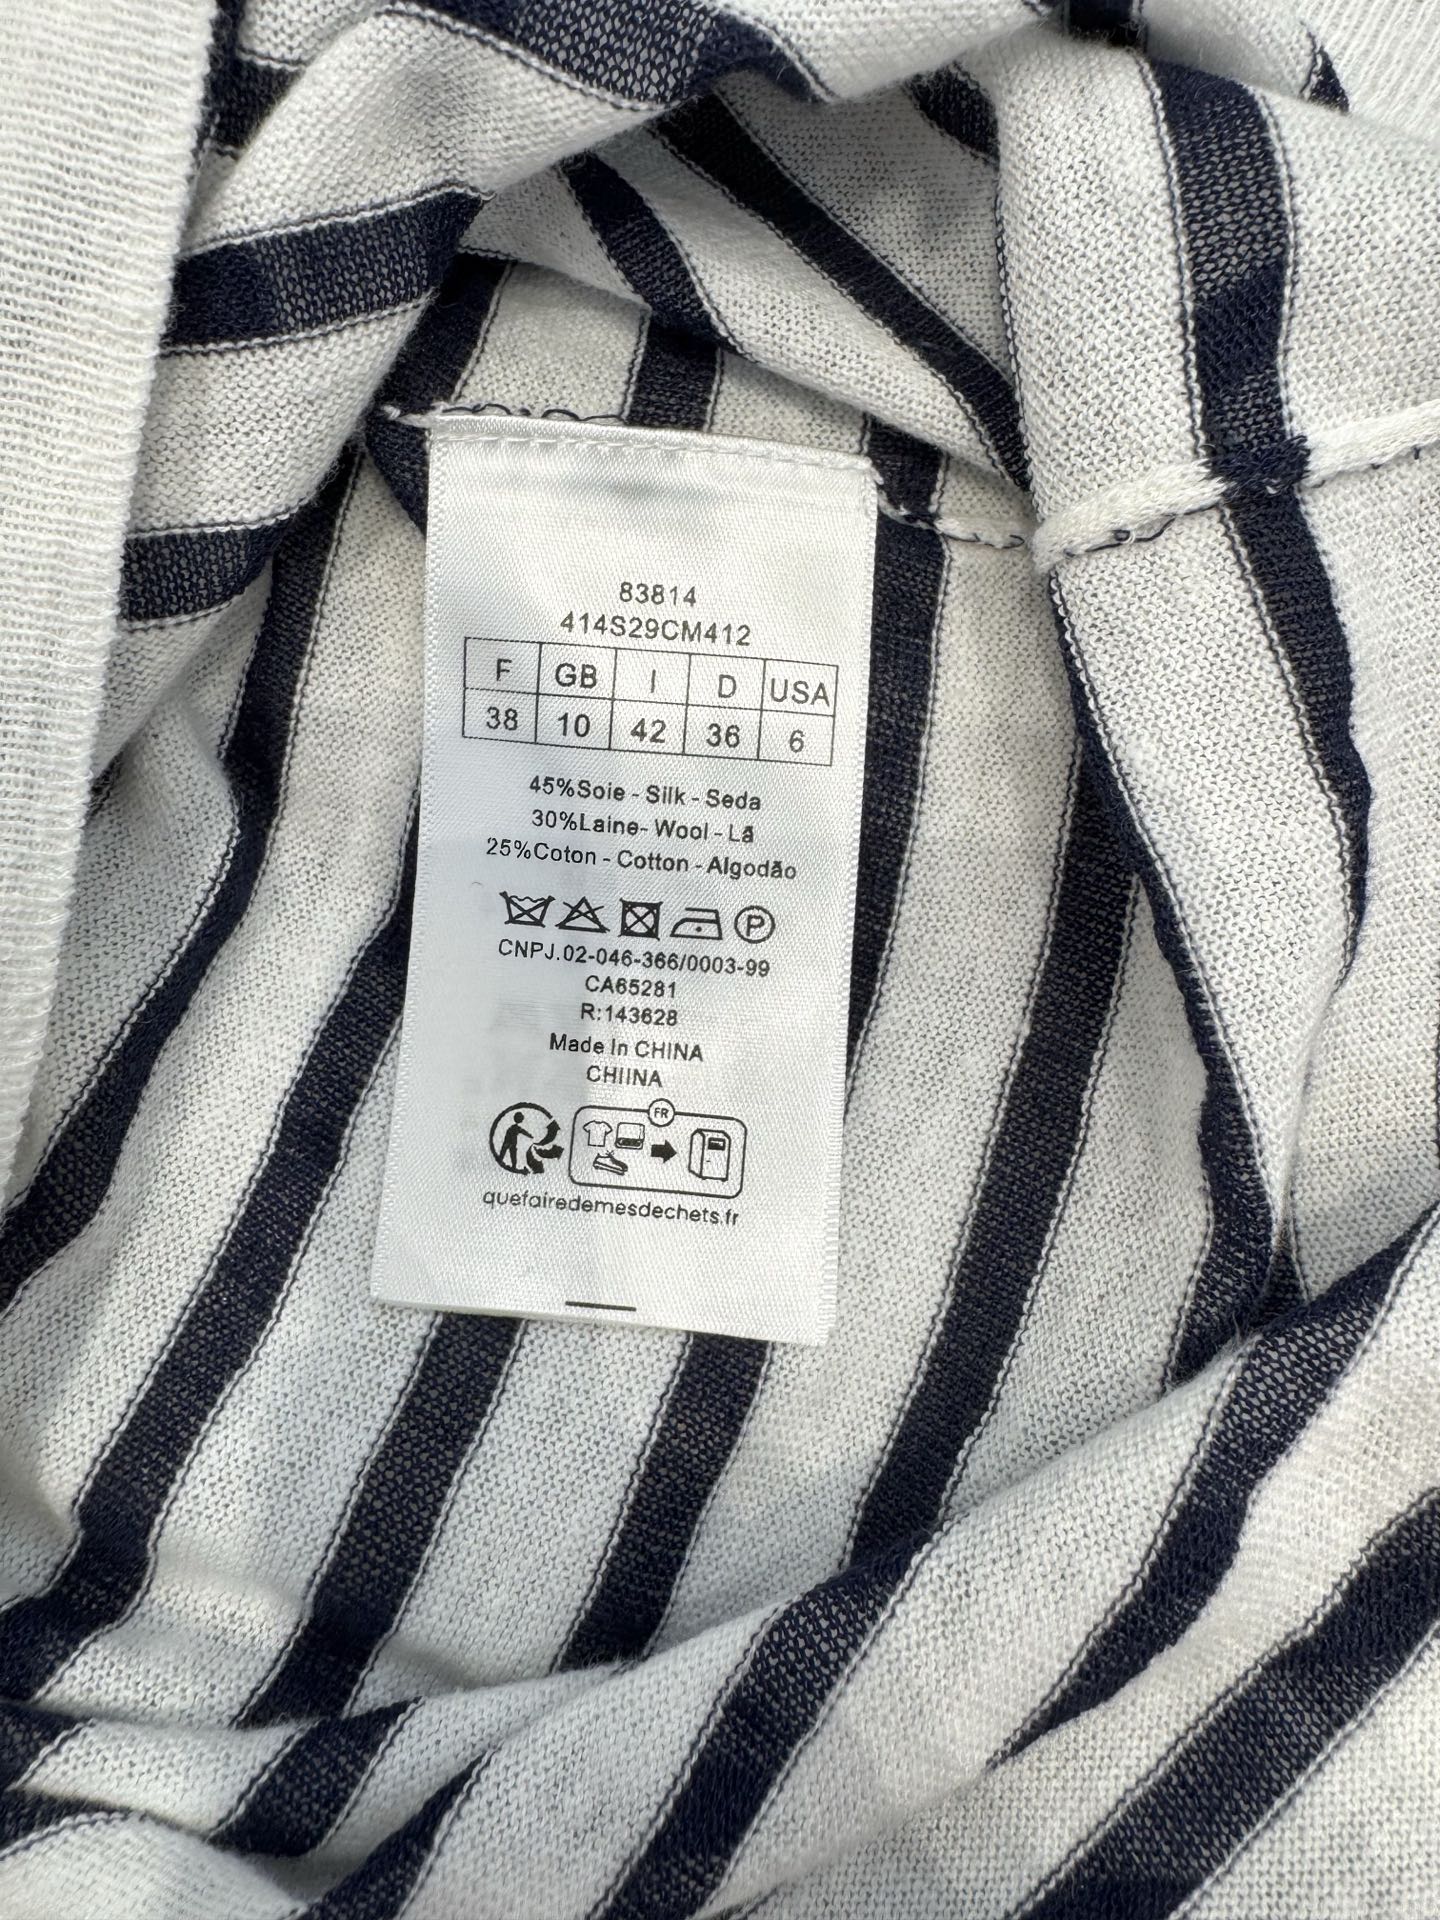 83814
414S29CM412
F GB I D USA
38 10 42 36 6
45%Soie - Silk - Seda
30%Laine- Wool - Lã
25%Coton - Cotton - Algodão
P
CNPJ.02-046-366/0003-99
CA65281
R:143628
Made In CHINA
CHIINA
FR
quefairedemesdechets.fr